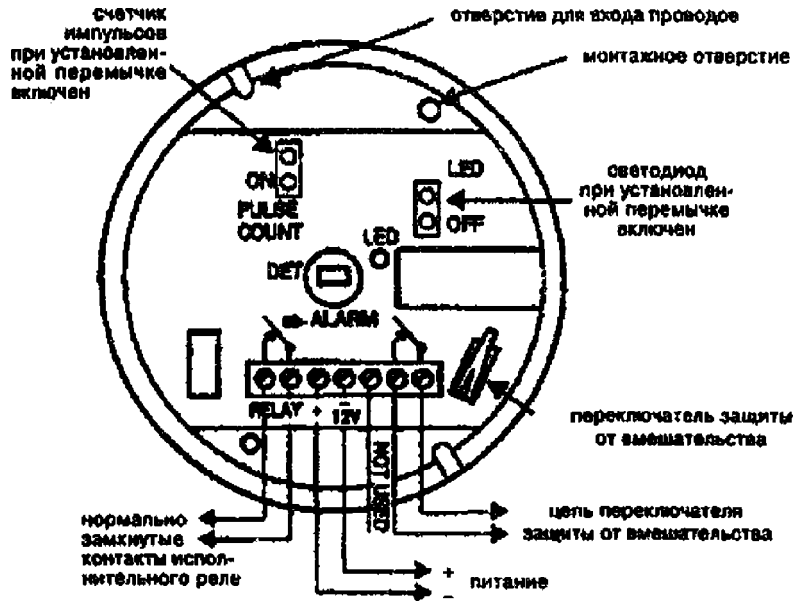 счетчик
импульсов
при установлен-
ной перемычке
включен
отверстие для входа проводов
монтажное отверстие
ON
PULSE
COUNT
LED
OFF
светодиод
при установлен-
ной перемычке
включен
LED
DET
ALARM
RELAY + − 12V
NOT USED
переключатель защиты
от вмешательства
нормально
замкнутые
контакты испол-
нительного реле
цепь переключателя
защиты от вмешательства
+
−
питание